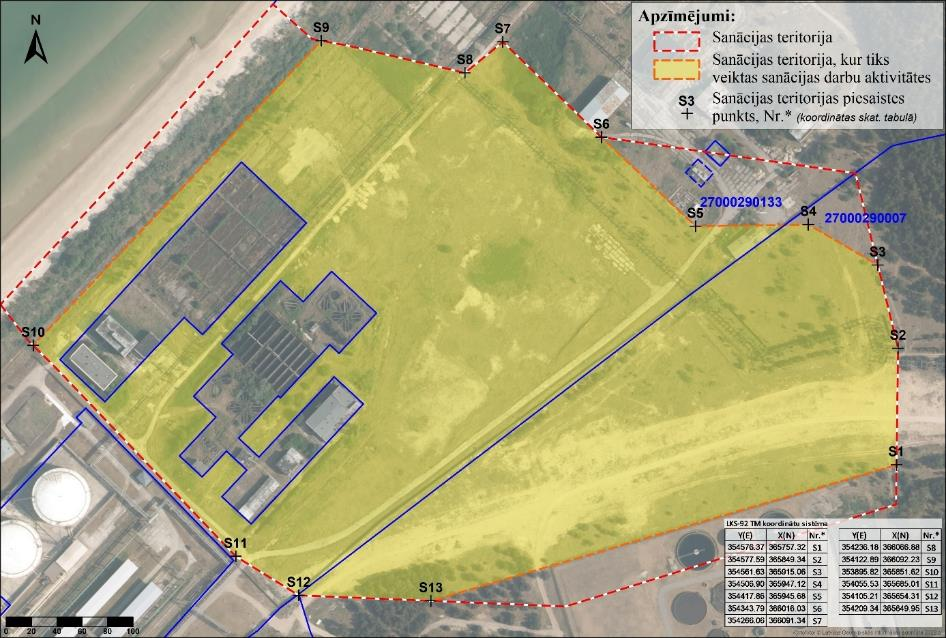 N
Apzīmējumi:
Sanācijas teritorija
Sanācijas teritorija, kur tiks
veiktas sanācijas darbu aktivitātes
S3
Sanācijas teritorijas piesaistes
punkts, Nr.* (koordinātas skat. tabulā)
S9
S7
S8
S6
27000290133
S5
S4
27000290007
S3
S2
S10
S1
S11
S12
S13
LKS-92 TM koordinātu sistēma
Y(E) X(N) Nr.* Y(E) X(N) Nr.*
354576.37 365757.32 S1 354236.18 366066.88 S8
354577.59 365849.34 S2 354122.89 366092.23 S9
354561.63 365915.06 S3 353895.82 365851.62 S10
354506.90 365947.12 S4 354055.53 365685.01 S11
354417.86 365945.68 S5 354105.21 365654.31 S12
354343.79 366016.03 S6 354209.34 365649.95 S13
354266.06 366091.34 S7
0 20 40 60 80 100